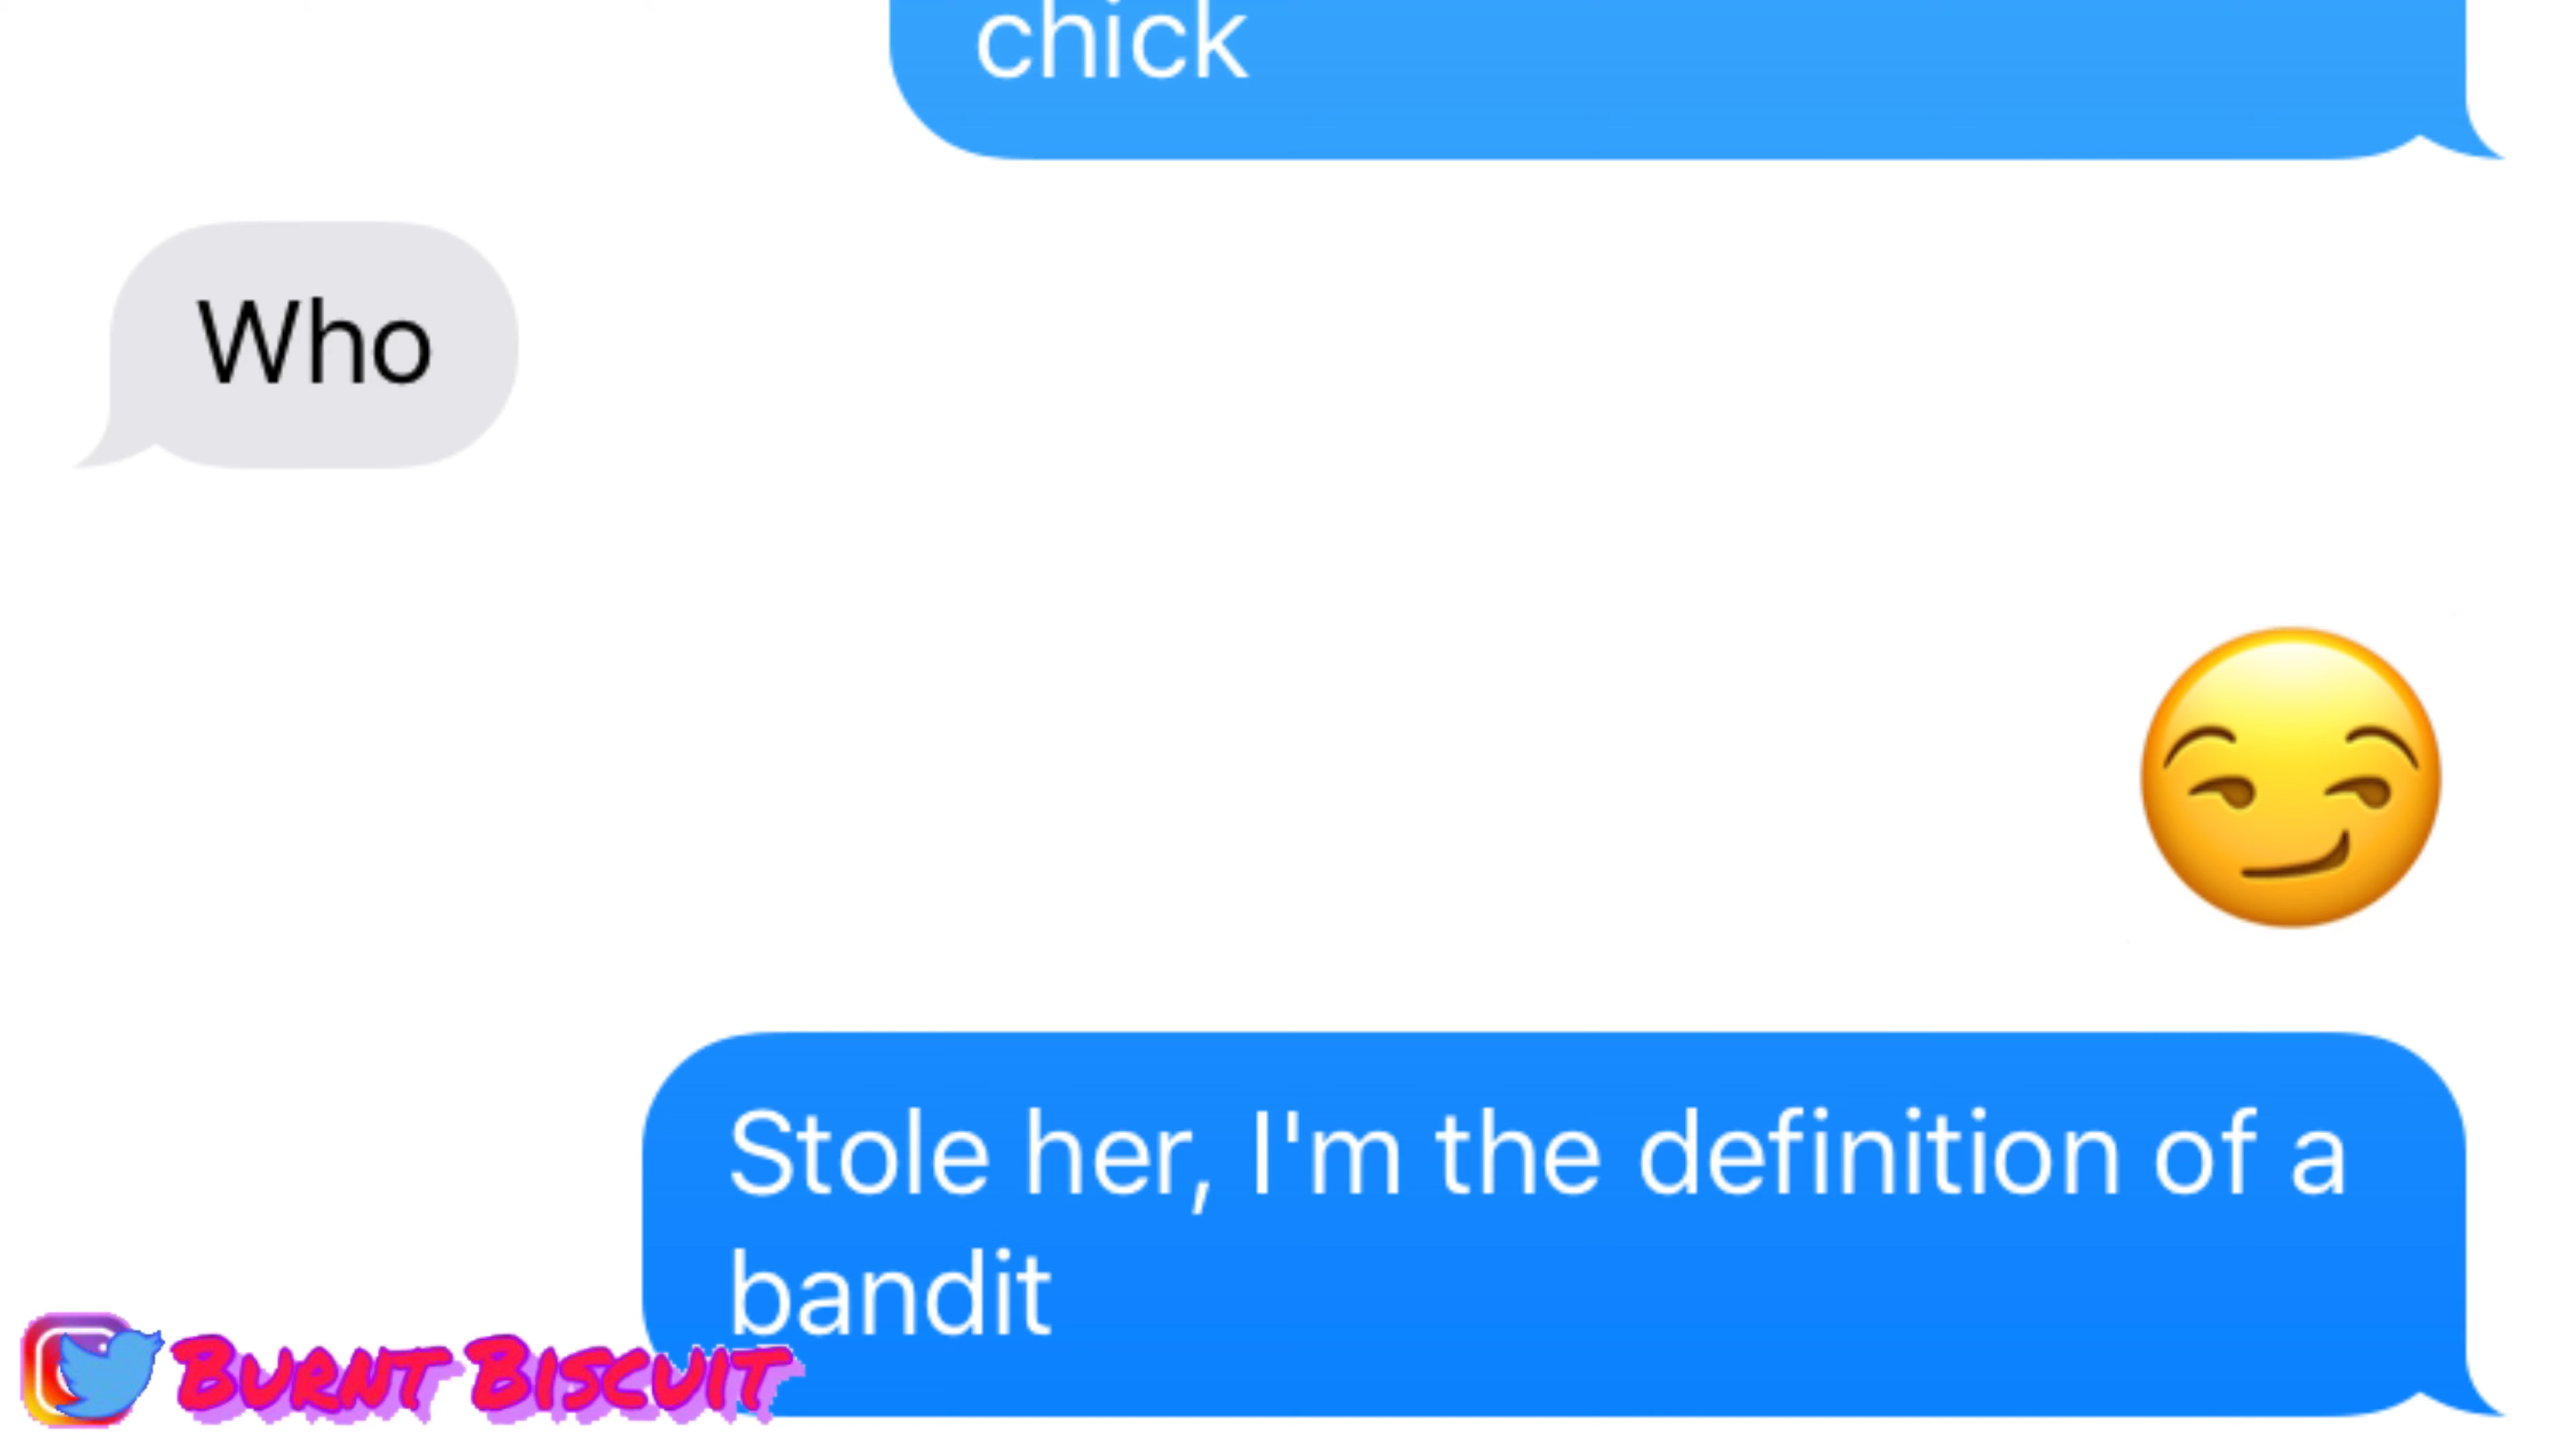 chick
Who
Stole her, I'm the definition of a
bandit
Burnt Biscuit